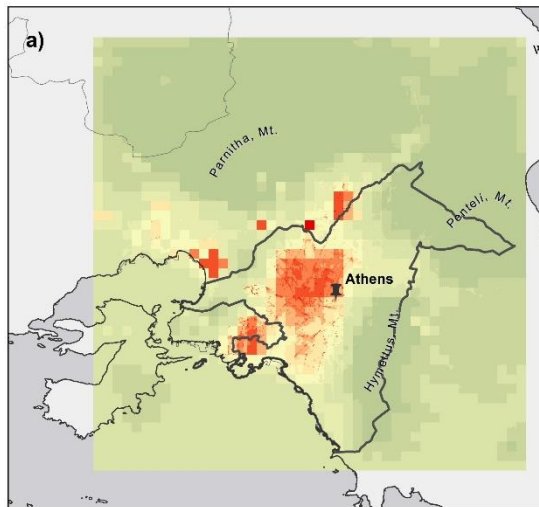 a)
Parnitha, Mt.
Penteli, Mt.
Athens
Hymettus, Mt.